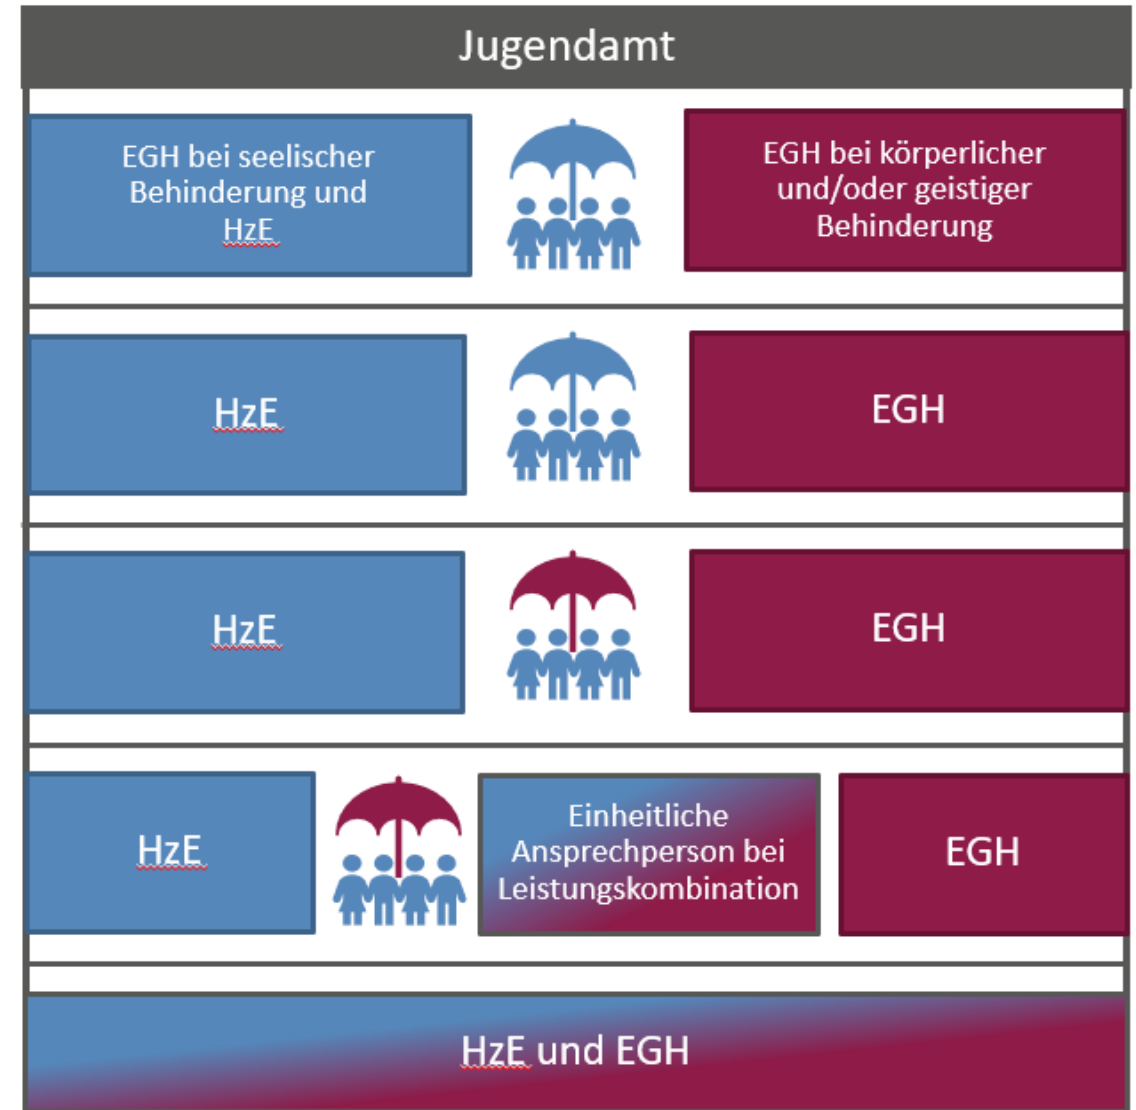 Jugendamt
EGH bei seelischer
Behinderung und
HzE
EGH bei körperlicher
und/oder geistiger
Behinderung
HzE
EGH
HzE
EGH
HzE
Einheitliche
Ansprechperson bei
Leistungskombination
EGH
HzE und EGH